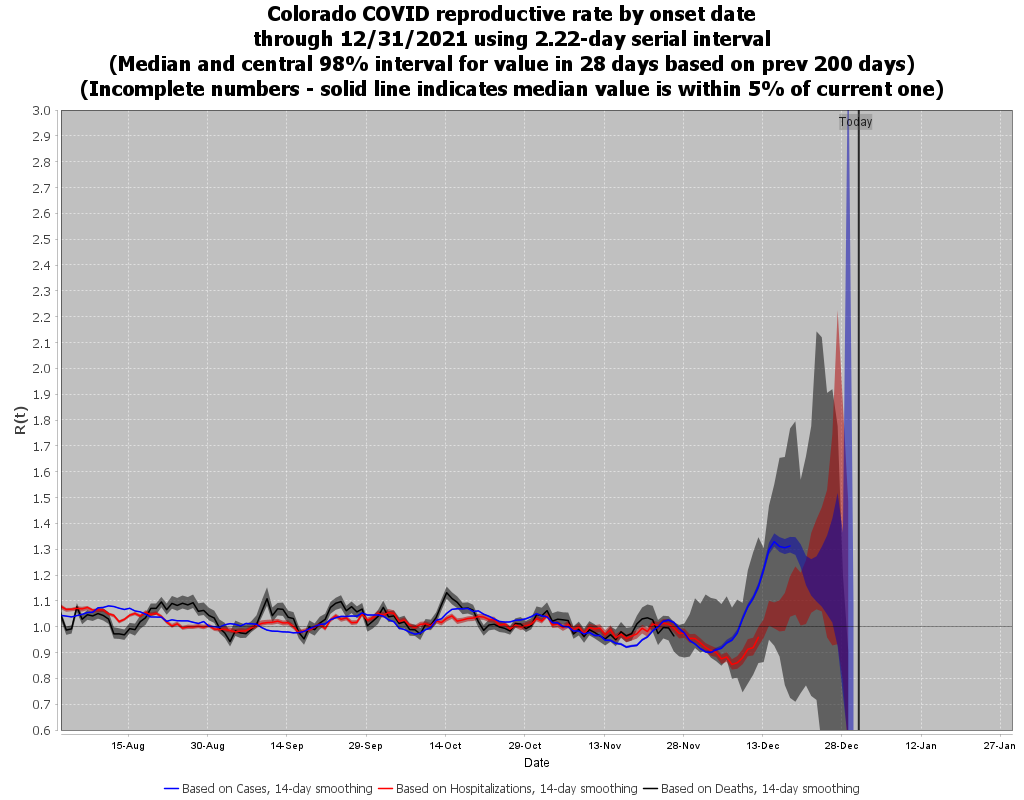 Colorado COVID reproductive rate by onset date
through 12/31/2021 using 2.22-day serial interval
(Median and central 98% interval for value in 28 days based on prev 200 days)
(Incomplete numbers - solid line indicates median value is within 5% of current one)
Today
3.0
2.9
2.8
2.7
2.6
2.5
2.4
2.3
2.2
2.1
2.0
1.9
1.8
1.7
1.6
1.5
1.4
1.3
1.2
1.1
1.0
0.9
0.8
0.7
0.6
R(t)
15-Aug 30-Aug 14-Sep 29-Sep 14-Oct 29-Oct 13-Nov 28-Nov 13-Dec 28-Dec 12-Jan 27-Jan
Date
Based on Cases, 14-day smoothing Based on Hospitalizations, 14-day smoothing Based on Deaths, 14-day smoothing